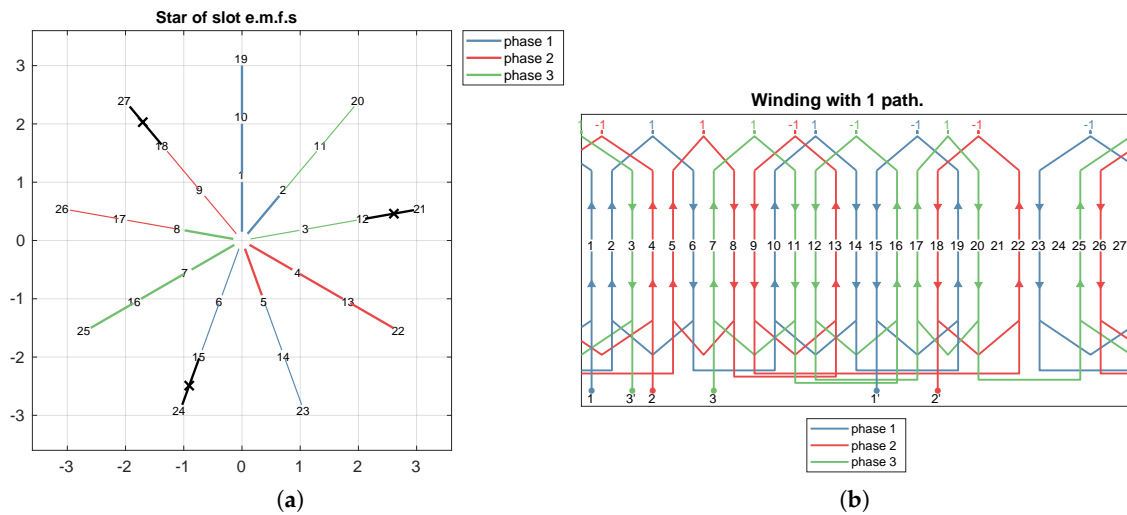 Star of slot e.m.f.s
phase 1
phase 2
phase 3
3
2
1
0
-1
-2
-3
-3 -2 -1 0 1 2 3
19
27 20
10
18 11
1
9 2
26 17 8 3 12 21
7 4
16 6 5 13
25 22
15 14
24 23
(a)
Winding with 1 path.
1 -1 1 1 1 -1 1 -1 -1 1 -1 -1
1 2 3 4 5 6 7 8 9 10 11 12 13 14 15 16 17 18 19 20 21 22 23 24 25 26 27
1 3' 2 3 1' 2'
phase 1
phase 2
phase 3
(b)